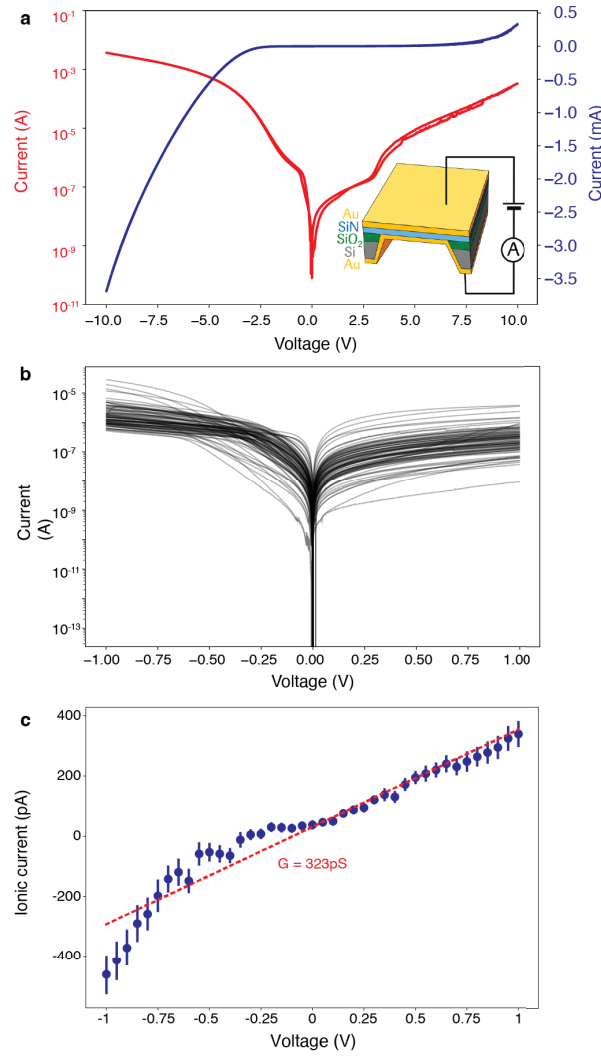 a
10⁻¹
10⁻³
10⁻⁵
10⁻⁷
10⁻⁹
10⁻¹¹
Current (A)
0.5
0.0
−0.5
−1.0
−1.5
−2.0
−2.5
−3.0
−3.5
Current (mA)
Au
SiN
SiO₂
Si
Au
A
−10.0 −7.5 −5.0 −2.5 0.0 2.5 5.0 7.5 10.0
Voltage (V)
b
10⁻⁵
10⁻⁷
10⁻⁹
10⁻¹¹
10⁻¹³
Current
(A)
−1.00 −0.75 −0.50 −0.25 0.00 0.25 0.50 0.75 1.00
Voltage (V)
c
400
200
0
-200
-400
Ionic current (pA)
G = 323pS
-1 -0.75 -0.5 -0.25 0 0.25 0.5 0.75 1
Voltage (V)